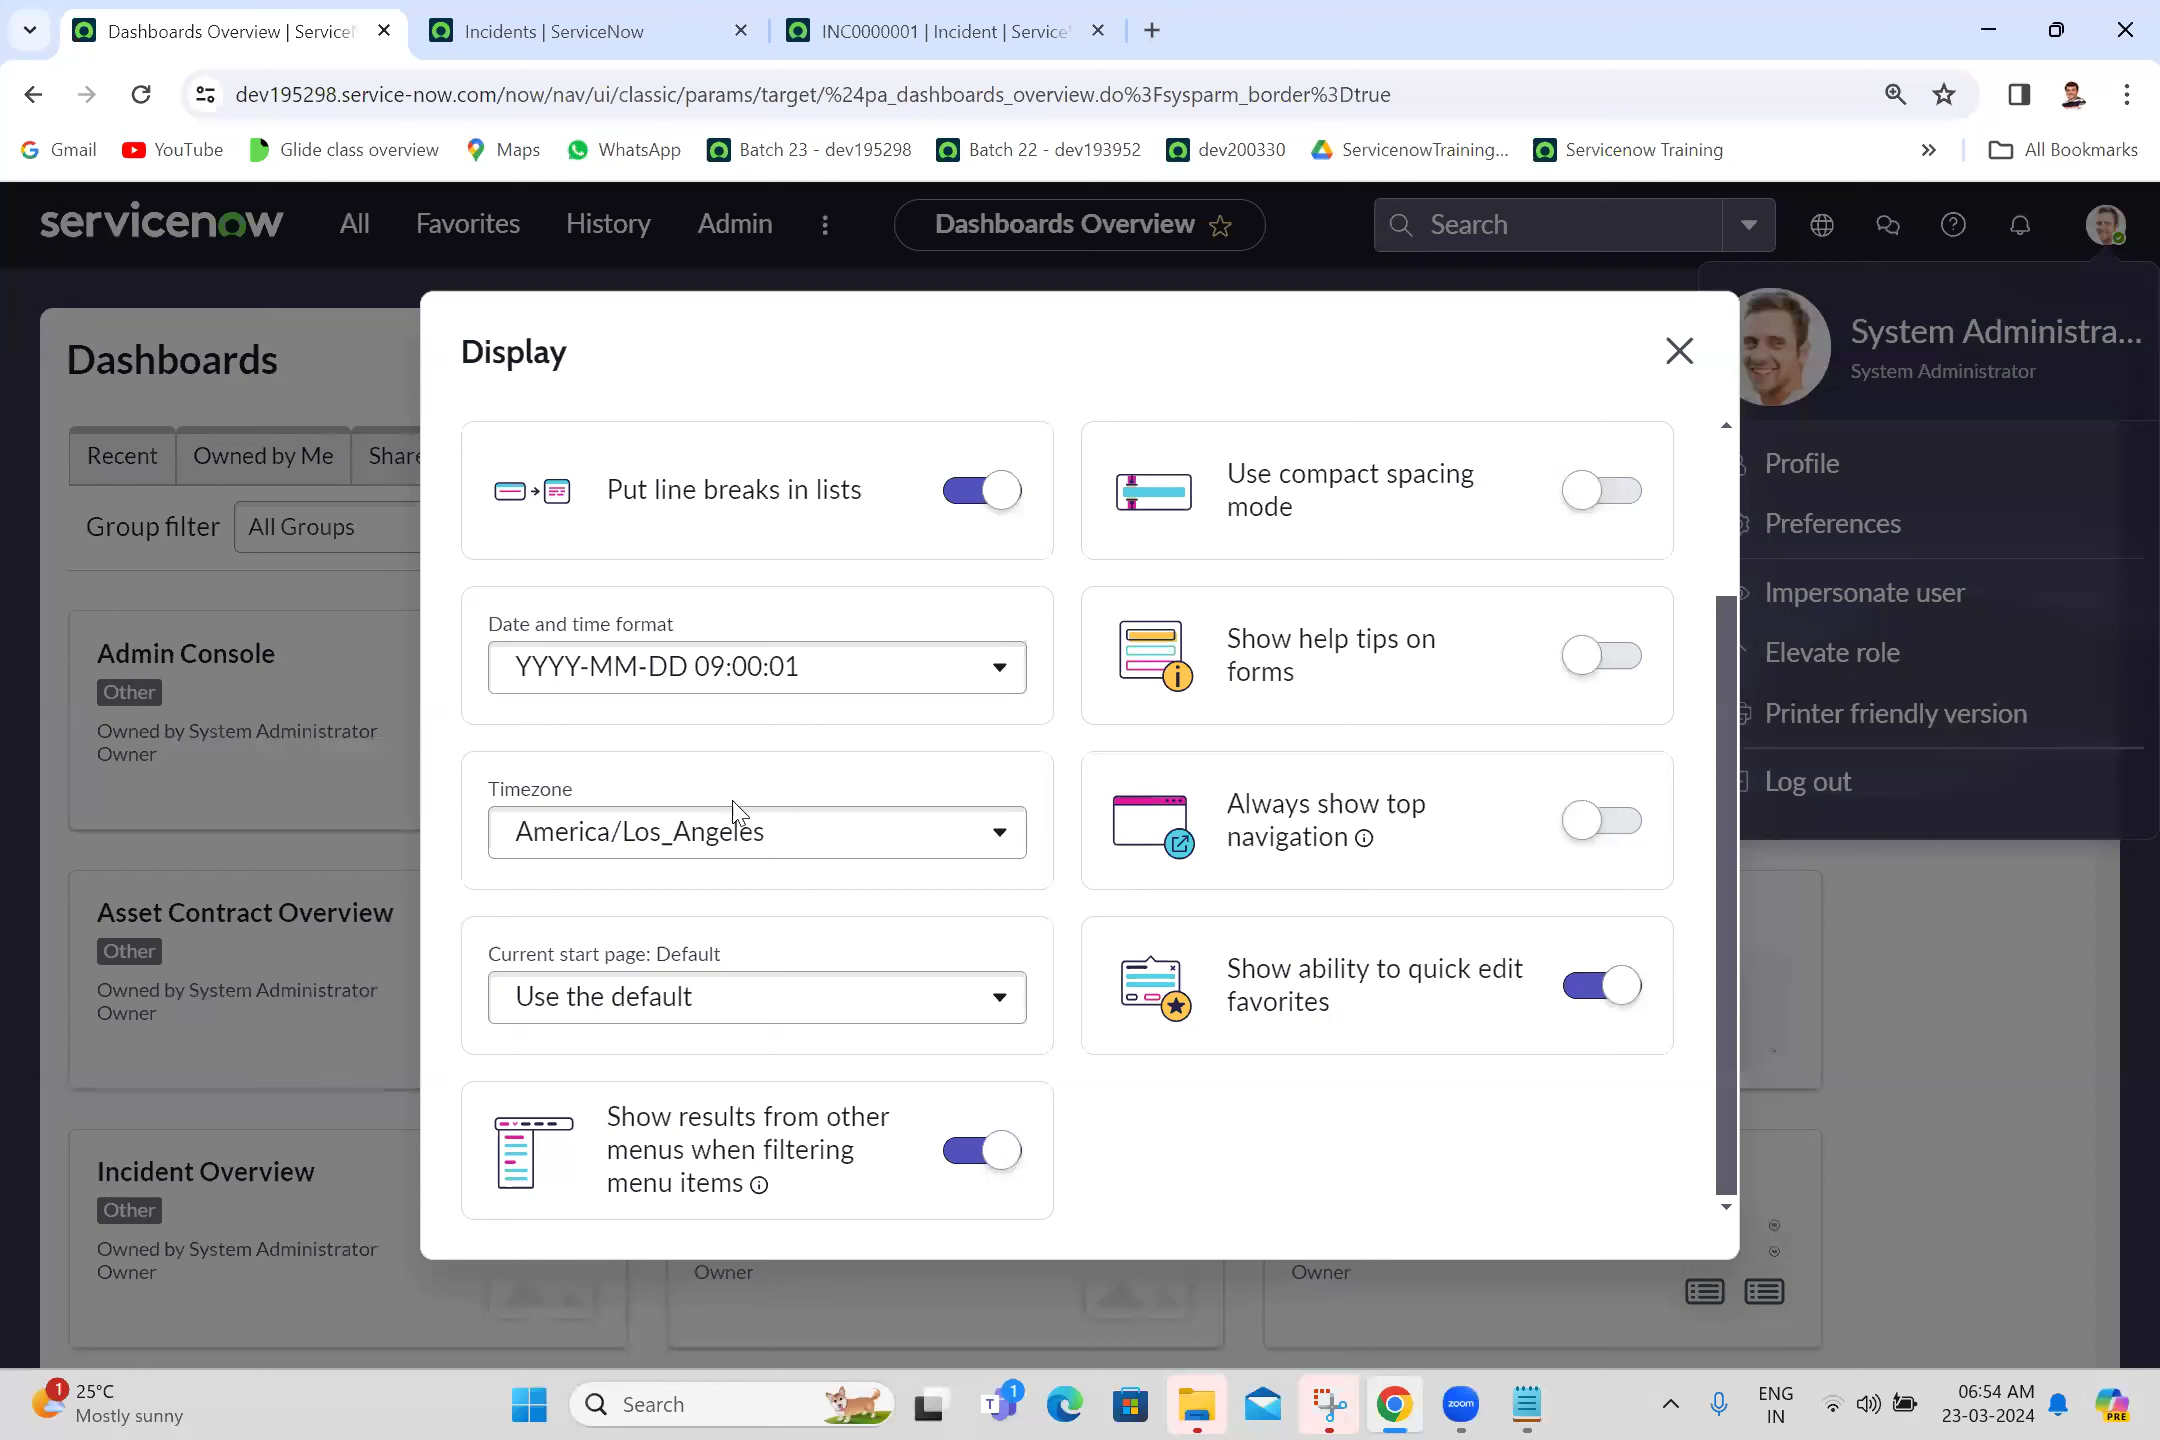 Dashboards Overview | Service
Incidents | ServiceNow
INC0000001 | Incident | Service
dev195298.service-now.com/now/nav/ui/classic/params/target/%24pa_dashboards_overview.do%3Fsysparm_border%3Dtrue
Gmail
YouTube
Glide class overview
Maps
WhatsApp
Batch 23 - dev195298
Batch 22 - dev193952
dev200330
ServicenowTraining...
Servicenow Training
All Bookmarks
servicenow
All
Favorites
History
Admin
Dashboards Overview
Search
System Administra...
System Administrator
Profile
Preferences
Impersonate user
Elevate role
Printer friendly version
Log out
Dashboards
Recent
Owned by Me
Share
Group filter
All Groups
Admin Console
Other
Owned by System Administrator
Owner
Asset Contract Overview
Other
Owned by System Administrator
Owner
Incident Overview
Other
Owned by System Administrator
Owner
Owner
Owner
Display
Put line breaks in lists
Use compact spacing
mode
Date and time format
YYYY-MM-DD 09:00:01
Show help tips on
forms
Timezone
America/Los_Angeles
Always show top
navigation
Current start page: Default
Use the default
Show ability to quick edit
favorites
Show results from other
menus when filtering
menu items
1
25°C
Mostly sunny
Search
1
zoom
ENG
IN
06:54 AM
23-03-2024
PRE